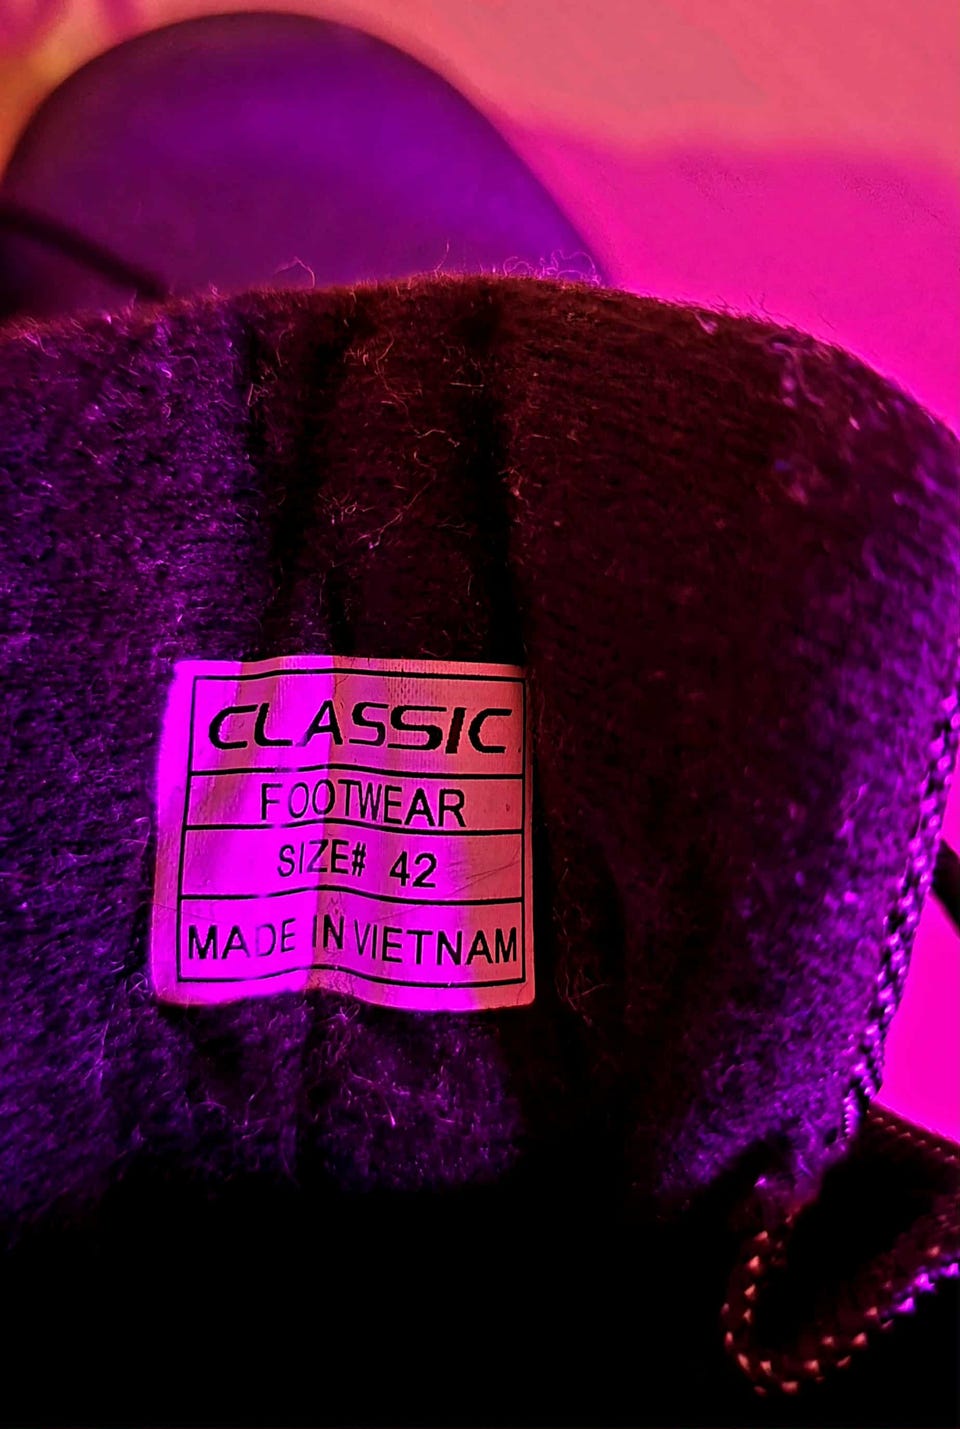 CLASSIC
FOOTWEAR
SIZE# 42
MADE IN VIETNAM